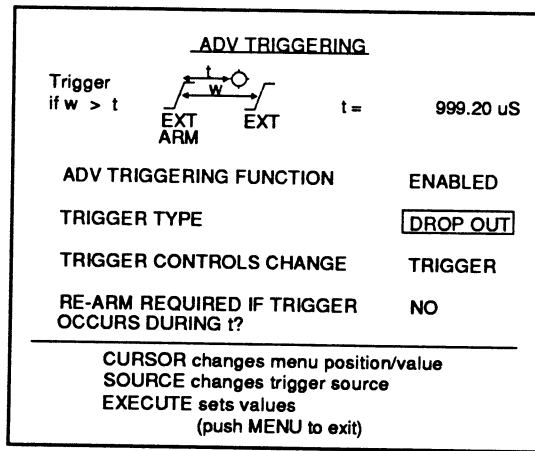 ADV TRIGGERING
Trigger
if w > t
t
w
EXT
ARM
EXT
t = 999.20 uS
ADV TRIGGERING FUNCTION ENABLED
TRIGGER TYPE DROP OUT
TRIGGER CONTROLS CHANGE TRIGGER
RE-ARM REQUIRED IF TRIGGER NO
OCCURS DURING t?
CURSOR changes menu position/value
SOURCE changes trigger source
EXECUTE sets values
(push MENU to exit)